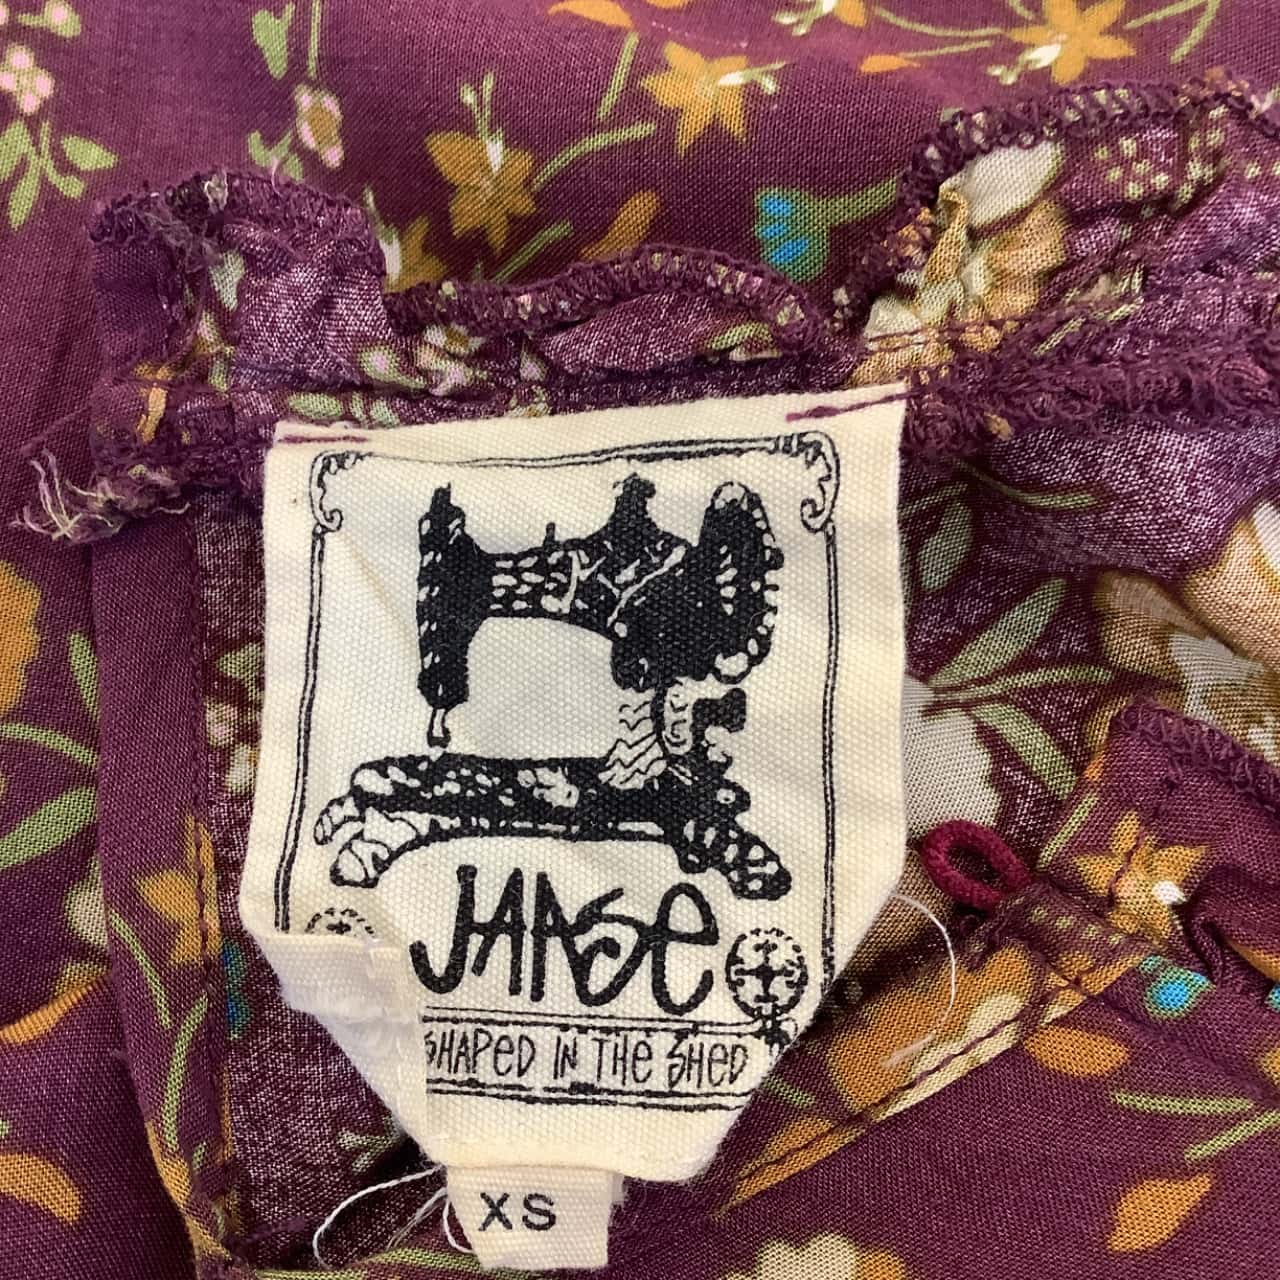 JAASe
SHAPED IN THE SHED
XS